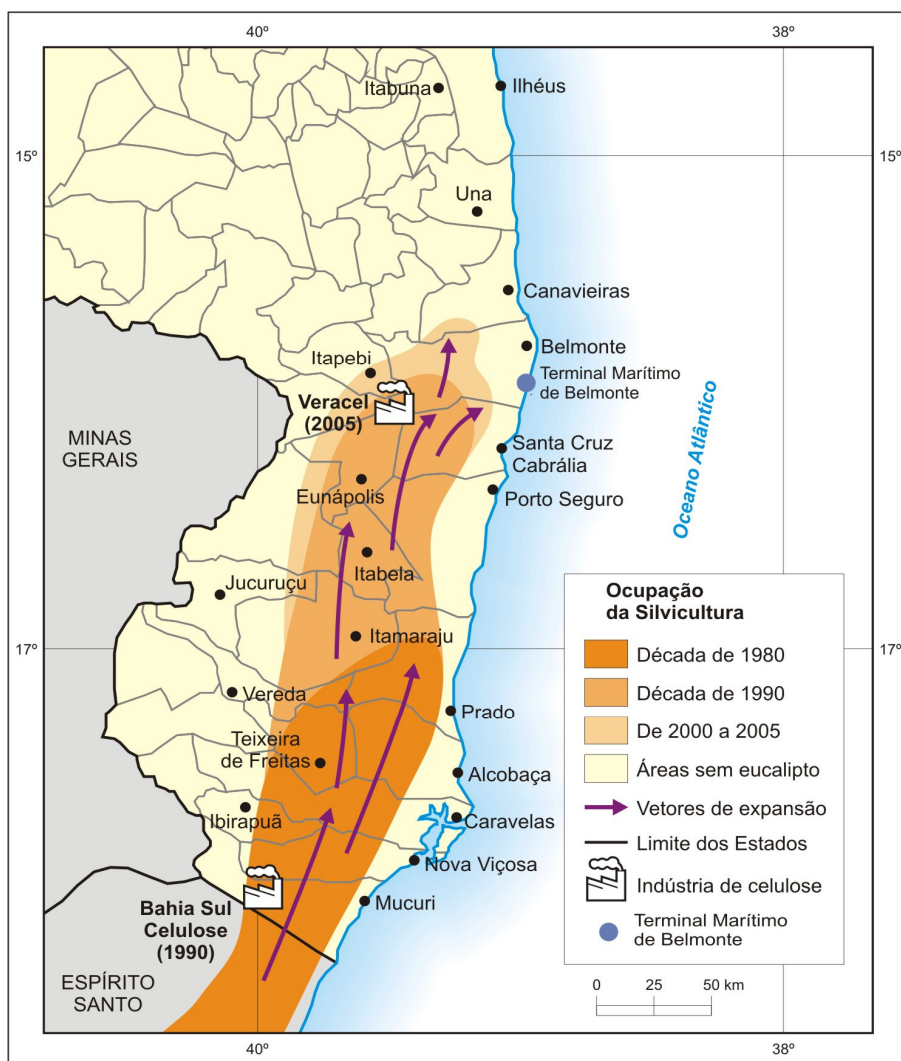 40º
38º
Itabuna
Ilhéus
15º
15º
Una
Canavieiras
Belmonte
Itapebi
Terminal Marítimo
de Belmonte
Veracel
(2005)
MINAS
GERAIS
Santa Cruz
Cabrália
Eunápolis
Porto Seguro
Oceano Atlântico
Itabela
Jucuruçu
Itamaraju
17º
17º
Vereda
Prado
Teixeira
de Freitas
Alcobaça
Ibirapuã
Caravelas
Nova Viçosa
Mucuri
Bahia Sul
Celulose
(1990)
ESPÍRITO
SANTO
Ocupação
da Silvicultura
Década de 1980
Década de 1990
De 2000 a 2005
Áreas sem eucalipto
Vetores de expansão
Limite dos Estados
Indústria de celulose
Terminal Marítimo
de Belmonte
0 25 50 km
40º
38º